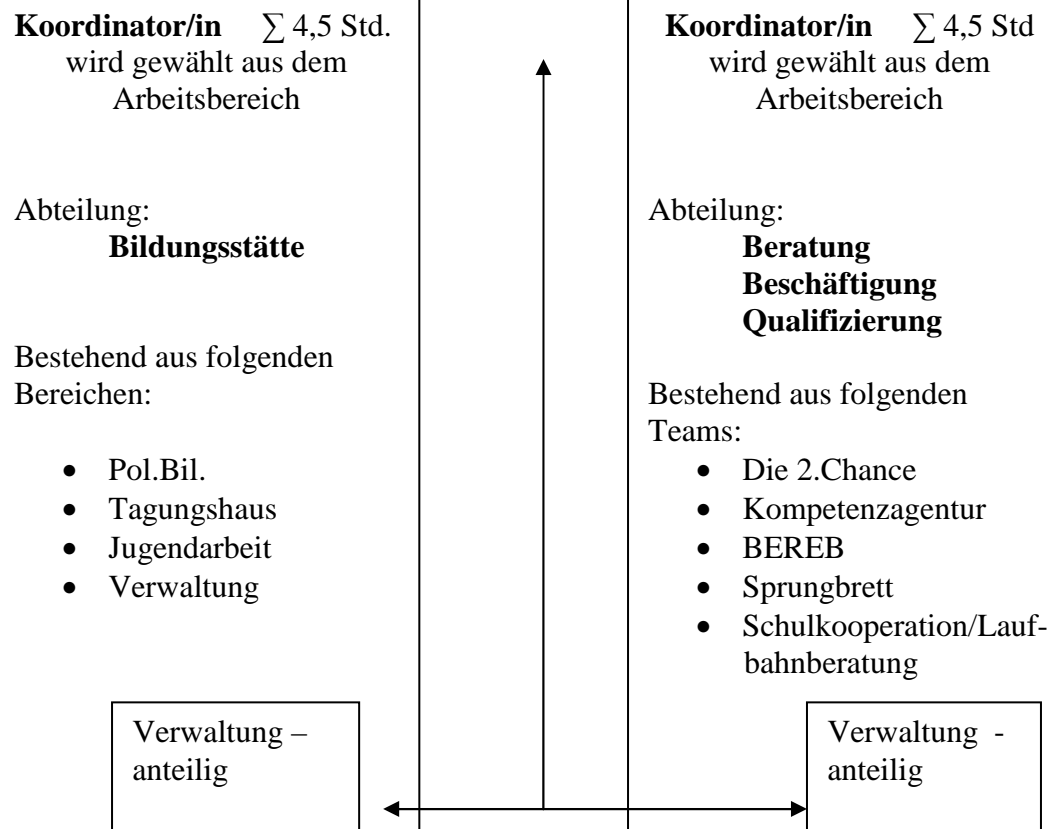 Koordinator/in ∑ 4,5 Std.
wird gewählt aus dem
Arbeitsbereich
Abteilung:
Bildungsstätte
Bestehend aus folgenden
Bereichen:
• Pol.Bil.
• Tagungshaus
• Jugendarbeit
• Verwaltung
Verwaltung –
anteilig
Koordinator/in ∑ 4,5 Std
wird gewählt aus dem
Arbeitsbereich
Abteilung:
Beratung
Beschäftigung
Qualifizierung
Bestehend aus folgenden
Teams:
• Die 2.Chance
• Kompetenzagentur
• BEREB
• Sprungbrett
• Schulkooperation/Lauf-
bahnberatung
Verwaltung -
anteilig